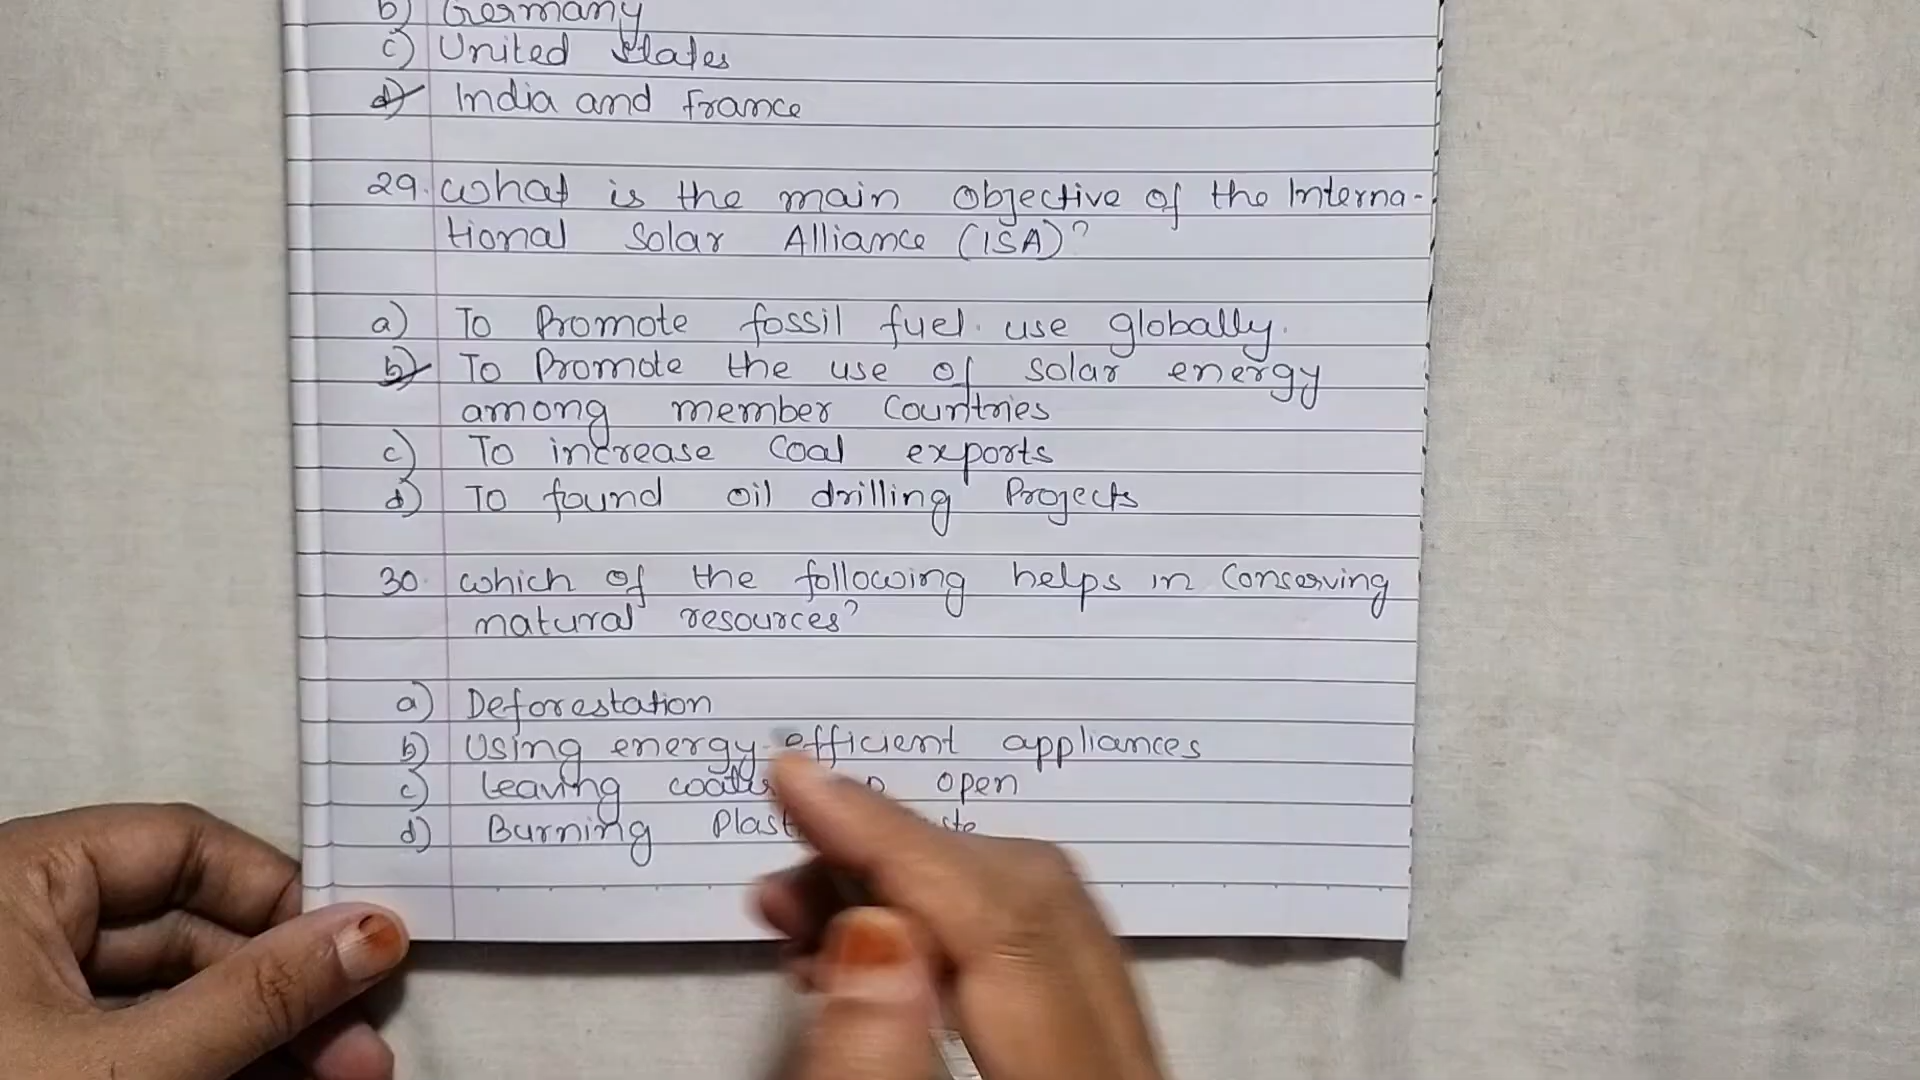 b) Germany
c) United States
d) India and france
29. What is the main objective of the Interna-
tional Solar Alliance (ISA)?
a) To Promote fossil fuel use globally.
b) To Promote the use of solar energy
among member Countries
c) To increase Coal exports
d) To found oil drilling Projects
30. which of the following helps in Conserving
natural resources?
a) Deforestation
b) Using energy-efficient appliances
c) Leaving open
d) Burning